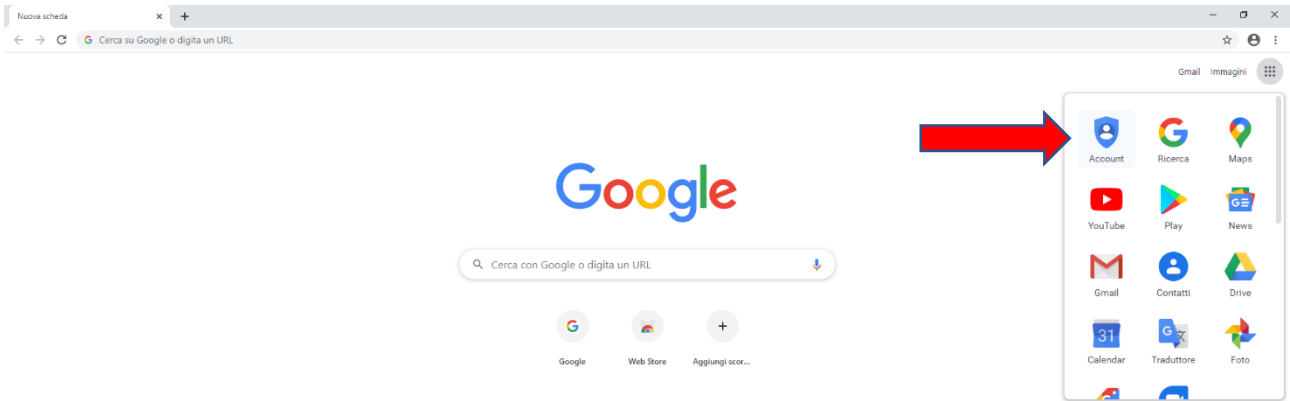 Nuova scheda
Cerca su Google o digita un URL
Gmail Immagini
Account Ricerca Maps
Google
YouTube Play News
Cerca con Google o digita un URL
Gmail Contatti Drive
31
Calendar Traduttore Foto
Google Web Store Aggiungi scor...